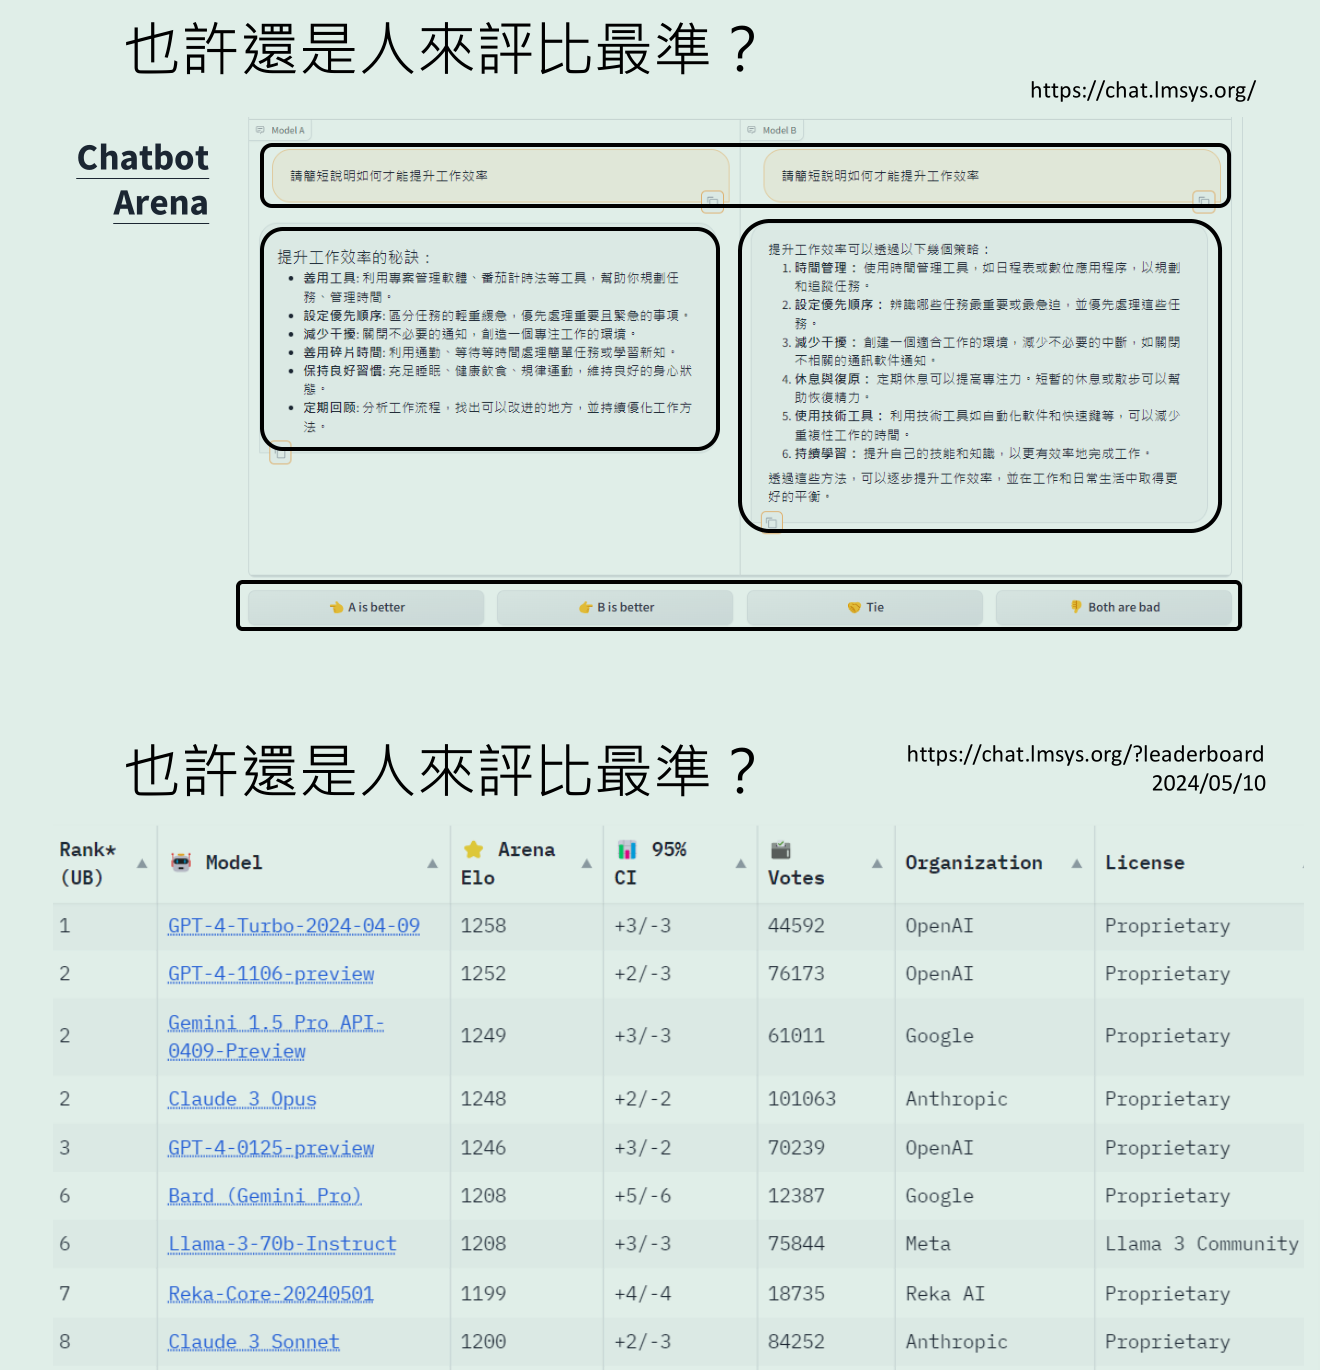 也許還是人來評比最準？
https://chat.lmsys.org/
Chatbot
Arena
Model A
Model B
請簡短說明如何才能提升工作效率
請簡短說明如何才能提升工作效率
提升工作效率的秘訣：
善用工具: 利用專案管理軟體、番茄計時法等工具，幫助你規劃任
務、管理時間。
設定優先順序: 區分任務的輕重緩急，優先處理重要且緊急的事項。
減少干擾: 關閉不必要的通知，創造一個專注工作的環境。
善用碎片時間: 利用通勤、等待等時間處理簡單任務或學習新知。
保持良好習慣: 充足睡眠、健康飲食、規律運動，維持良好的身心狀
態。
定期回顾: 分析工作流程，找出可以改进的地方，並持續優化工作方
法。
提升工作效率可以透過以下幾個策略：
1. 時間管理： 使用時間管理工具，如日程表或數位應用程序，以規劃
和追蹤任務。
2. 設定優先順序： 辨識哪些任務最重要或最急迫，並優先處理這些任
務。
3. 減少干擾： 創建一個適合工作的環境，減少不必要的中斷，如關閉
不相關的通訊軟件通知。
4. 休息與復原： 定期休息可以提高專注力。短暫的休息或散步可以幫
助恢復精力。
5. 使用技術工具： 利用技術工具如自動化軟件和快速鍵等，可以減少
重複性工作的時間。
6. 持續學習： 提升自己的技能和知識，以更有效率地完成工作。
透過這些方法，可以逐步提升工作效率，並在工作和日常生活中取得更
好的平衡。
A is better
B is better
Tie
Both are bad
也許還是人來評比最準？
https://chat.lmsys.org/?leaderboard
2024/05/10
Rank* (UB) Model Arena Elo 95% CI Votes Organization License
1 GPT-4-Turbo-2024-04-09 1258 +3/-3 44592 OpenAI Proprietary
2 GPT-4-1106-preview 1252 +2/-3 76173 OpenAI Proprietary
2 Gemini 1.5 Pro API-0409-Preview 1249 +3/-3 61011 Google Proprietary
2 Claude 3 Opus 1248 +2/-2 101063 Anthropic Proprietary
3 GPT-4-0125-preview 1246 +3/-2 70239 OpenAI Proprietary
6 Bard (Gemini Pro) 1208 +5/-6 12387 Google Proprietary
6 Llama-3-70b-Instruct 1208 +3/-3 75844 Meta Llama 3 Community
7 Reka-Core-20240501 1199 +4/-4 18735 Reka AI Proprietary
8 Claude 3 Sonnet 1200 +2/-3 84252 Anthropic Proprietary